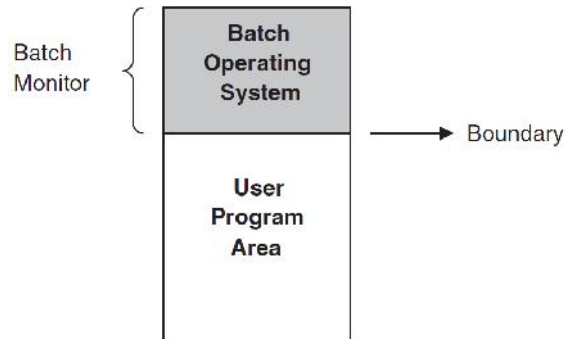 Batch
Monitor
Batch
Operating
System
Boundary
User
Program
Area